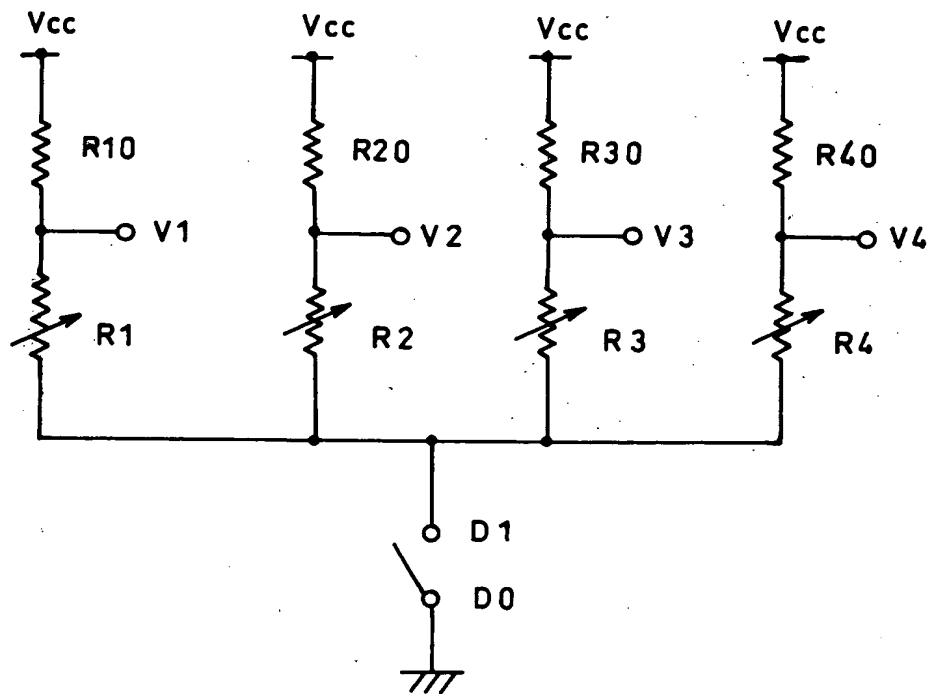 Vcc Vcc Vcc Vcc
R10 R20 R30 R40
V1 V2 V3 V4
R1 R2 R3 R4
D1
D0